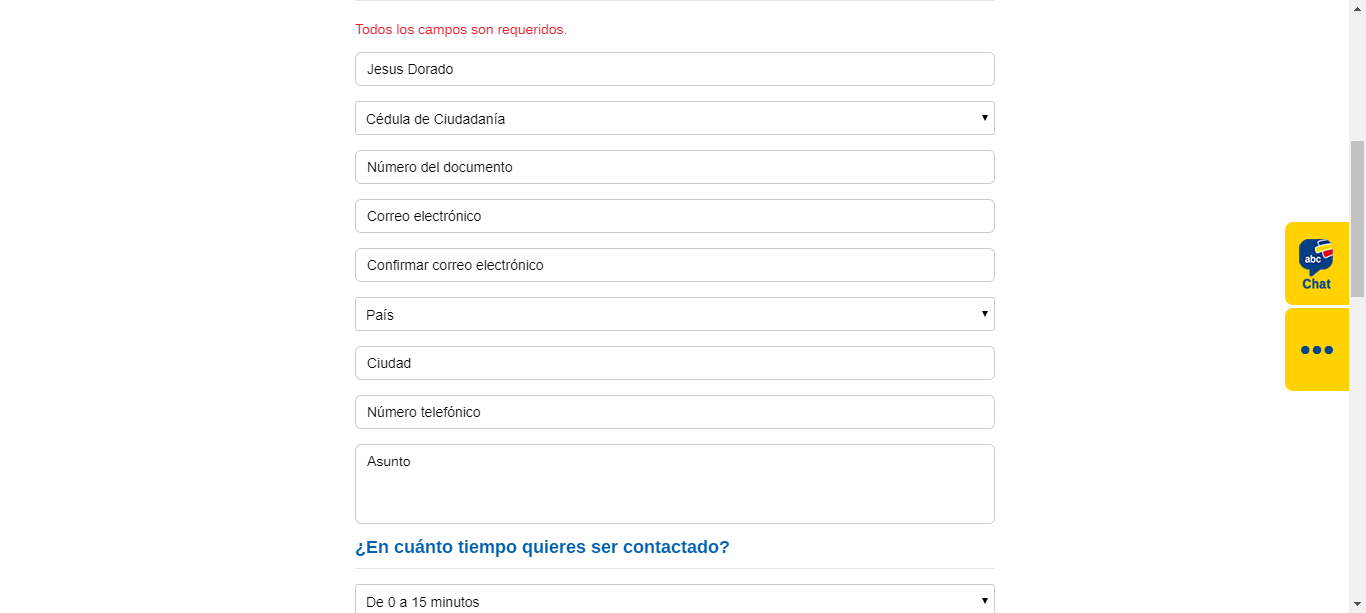 Todos los campos son requeridos.
Jesus Dorado
Cédula de Ciudadanía
Número del documento
Correo electrónico
Confirmar correo electrónico
País
Ciudad
Número telefónico
Asunto
¿En cuánto tiempo quieres ser contactado?
De 0 a 15 minutos
abc
Chat